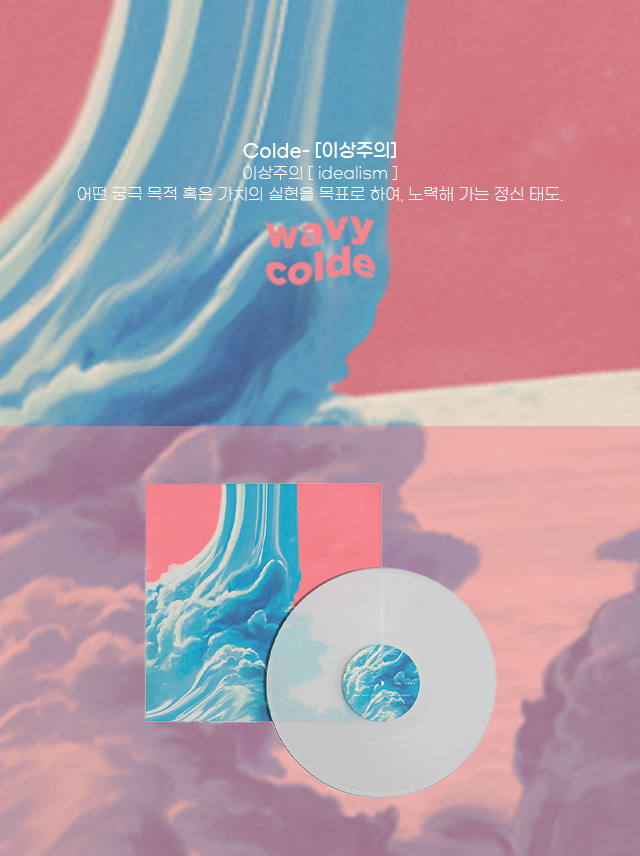 Colde- [이상주의]
이상주의 [ idealism ]
어떤 궁극 목적 혹은 가치의 실현을 목표로 하여, 노력해 가는 정신 태도.
wavy
colde